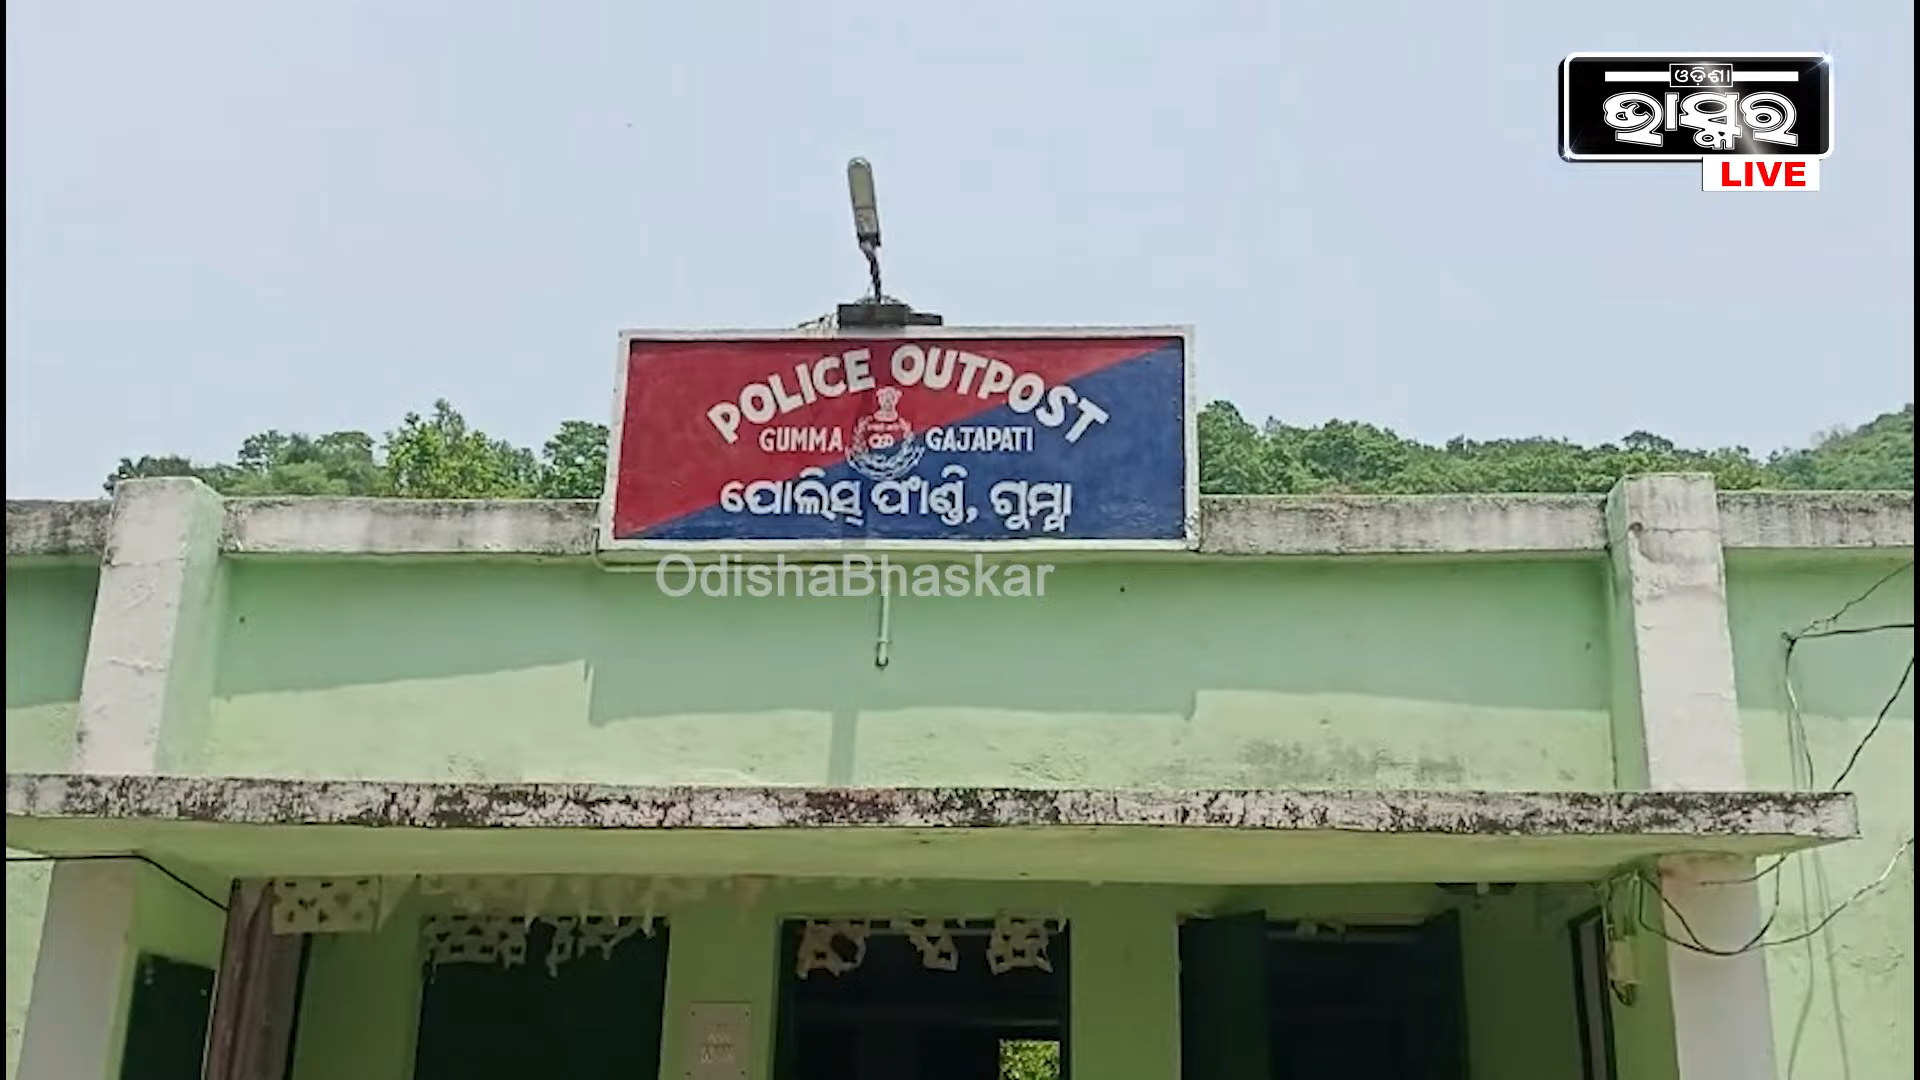 ଓଡ଼ିଶା
ଭାସ୍କର
LIVE
POLICE OUTPOST
GUMMA GAJAPATI
ପୋଲିସ୍ ଫାଣ୍ଡି, ଗୁମ୍ମା
OdishaBhaskar